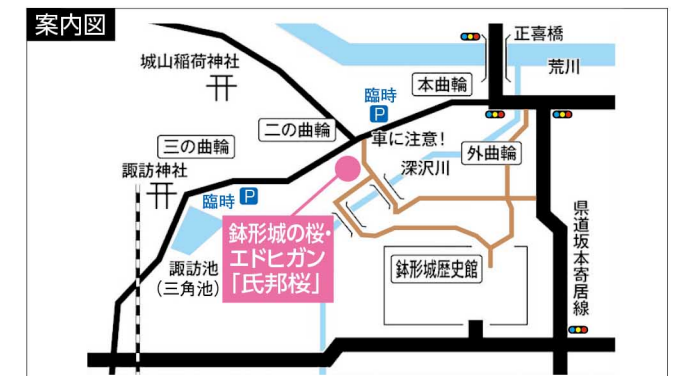 案内図
正喜橋
荒川
城山稲荷神社
本曲輪
臨時
P
二の曲輪
車に注意!
三の曲輪
外曲輪
深沢川
諏訪神社
臨時 P
県道坂本寄居線
鉢形城の桜・
エドヒガン
「氏邦桜」
諏訪池
(三角池)
鉢形城歴史館